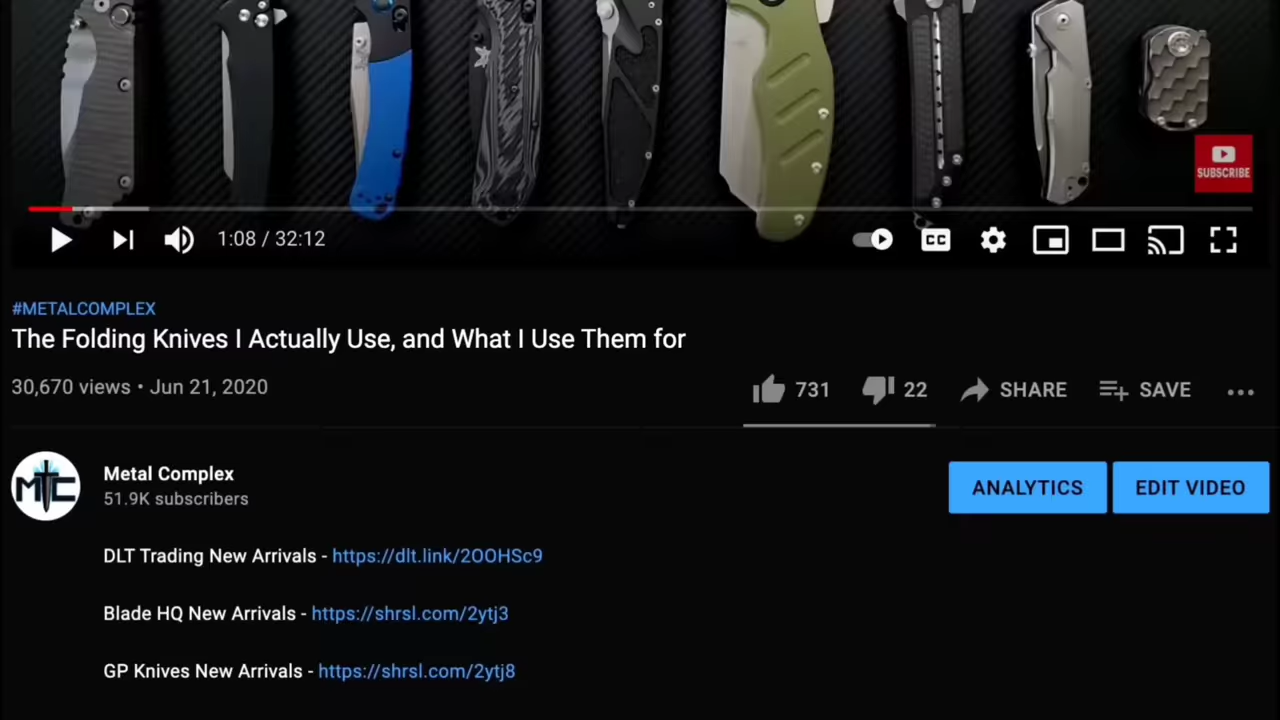 SUBSCRIBE
1:08 / 32:12
CC
#METALCOMPLEX
The Folding Knives I Actually Use, and What I Use Them for
30,670 views • Jun 21, 2020
731 22 SHARE SAVE
MTC
Metal Complex
51.9K subscribers
ANALYTICS EDIT VIDEO
DLT Trading New Arrivals - https://dlt.link/2OOHSc9
Blade HQ New Arrivals - https://shrsl.com/2ytj3
GP Knives New Arrivals - https://shrsl.com/2ytj8